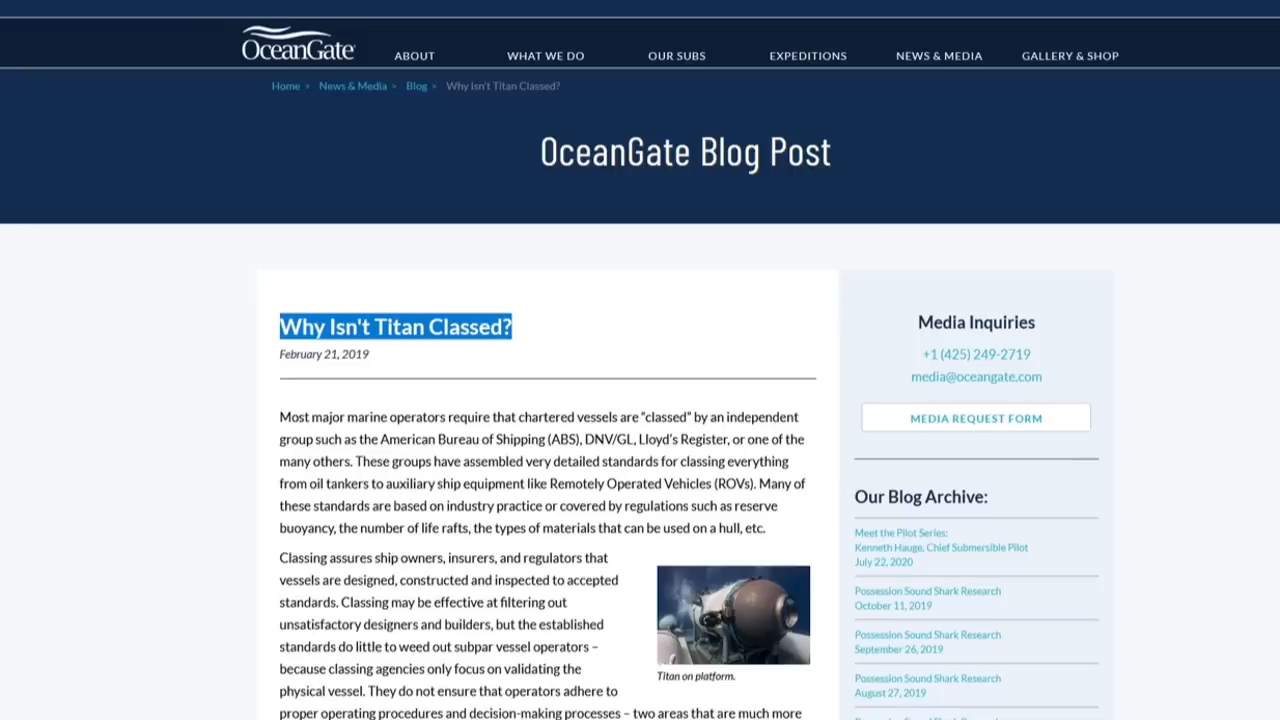 OceanGate
ABOUT
WHAT WE DO
OUR SUBS
EXPEDITIONS
NEWS & MEDIA
GALLERY & SHOP
Home > News & Media > Blog > Why Isn't Titan Classed?
OceanGate Blog Post
Why Isn't Titan Classed?
February 21, 2019
Most major marine operators require that chartered vessels are “classed” by an independent
group such as the American Bureau of Shipping (ABS), DNV/GL, Lloyd's Register, or one of the
many others. These groups have assembled very detailed standards for classing everything
from oil tankers to auxiliary ship equipment like Remotely Operated Vehicles (ROVs). Many of
these standards are based on industry practice or covered by regulations such as reserve
buoyancy, the number of life rafts, the types of materials that can be used on a hull, etc.
Classing assures ship owners, insurers, and regulators that
vessels are designed, constructed and inspected to accepted
standards. Classing may be effective at filtering out
unsatisfactory designers and builders, but the established
standards do little to weed out subpar vessel operators –
because classing agencies only focus on validating the
physical vessel. They do not ensure that operators adhere to
proper operating procedures and decision-making processes – two areas that are much more
Titan on platform.
Media Inquiries
+1 (425) 249-2719
media@oceangate.com
MEDIA REQUEST FORM
Our Blog Archive:
Meet the Pilot Series:
Kenneth Hauge, Chief Submersible Pilot
July 22, 2020
Possession Sound Shark Research
October 11, 2019
Possession Sound Shark Research
September 26, 2019
Possession Sound Shark Research
August 27, 2019